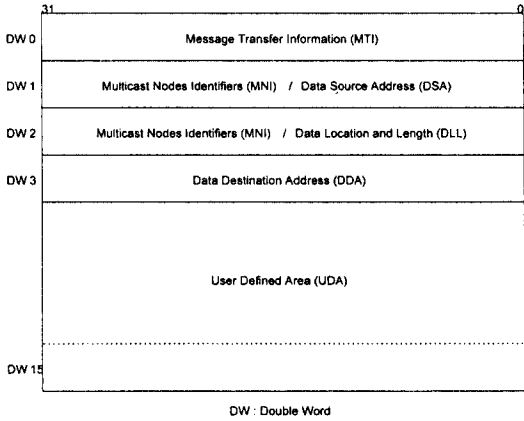 31 0
DW 0 Message Transfer Information (MTI)
DW 1 Multicast Nodes Identifiers (MNI) / Data Source Address (DSA)
DW 2 Multicast Nodes Identifiers (MNI) / Data Location and Length (DLL)
DW 3 Data Destination Address (DDA)
User Defined Area (UDA)
DW 15
DW : Double Word